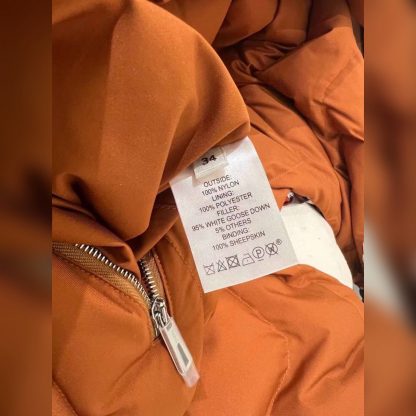 34
OUTSIDE:
100% NYLON
LINING:
100% POLYESTER
FILLER:
95% WHITE GOOSE DOWN
5% OTHERS
BINDING:
100% SHEEPSKIN
P